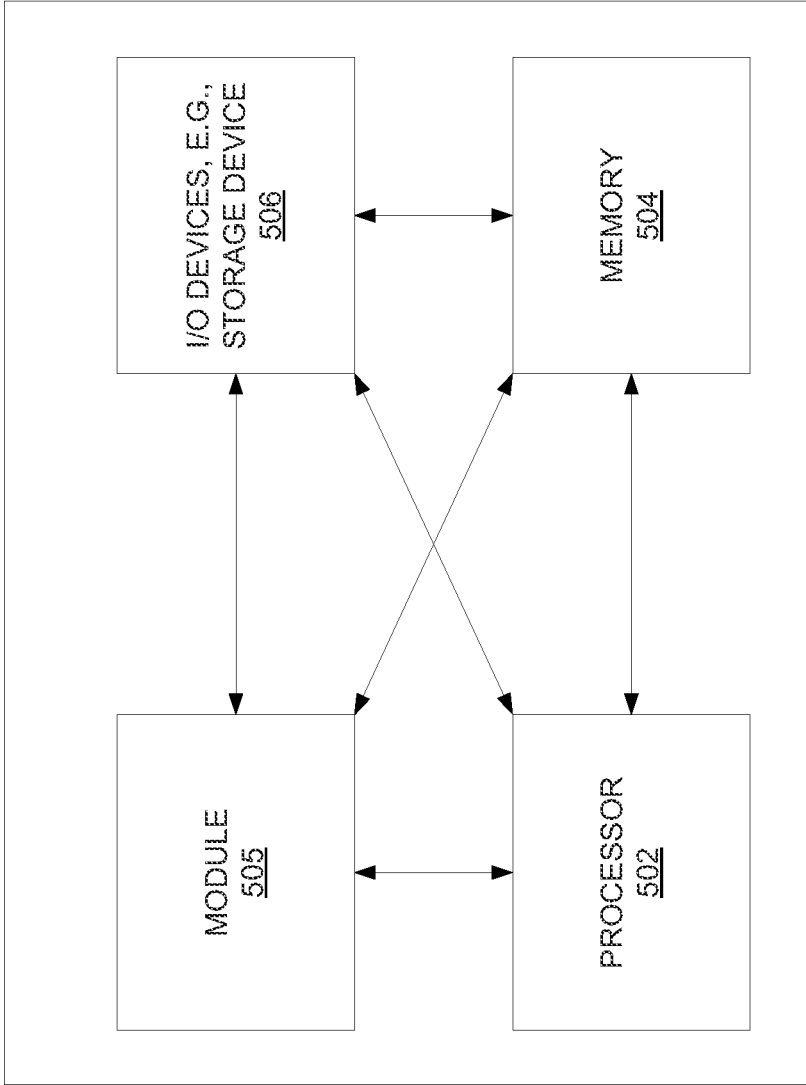 MODULE
505
I/O DEVICES, E.G.,
STORAGE DEVICE
506
PROCESSOR
502
MEMORY
504